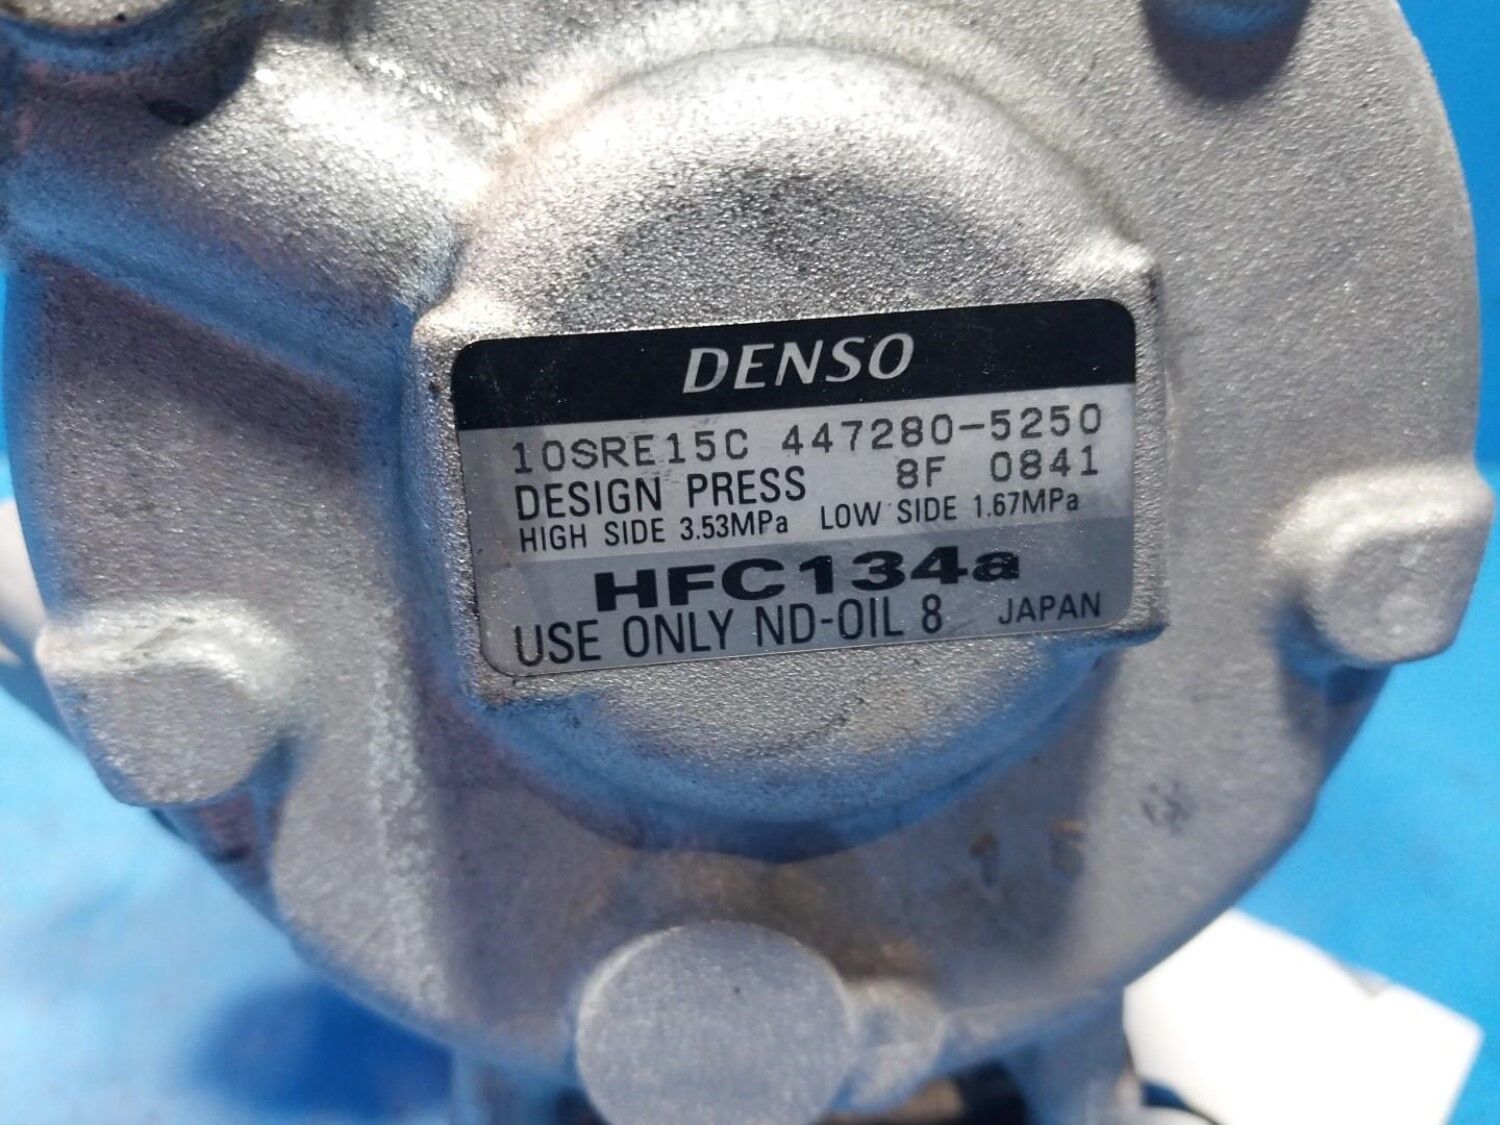 DENSO
10SRE15C 447280-5250
DESIGN PRESS 8F 0841
HIGH SIDE 3.53MPa LOW SIDE 1.67MPa
HFC134a
USE ONLY ND-OIL 8 JAPAN